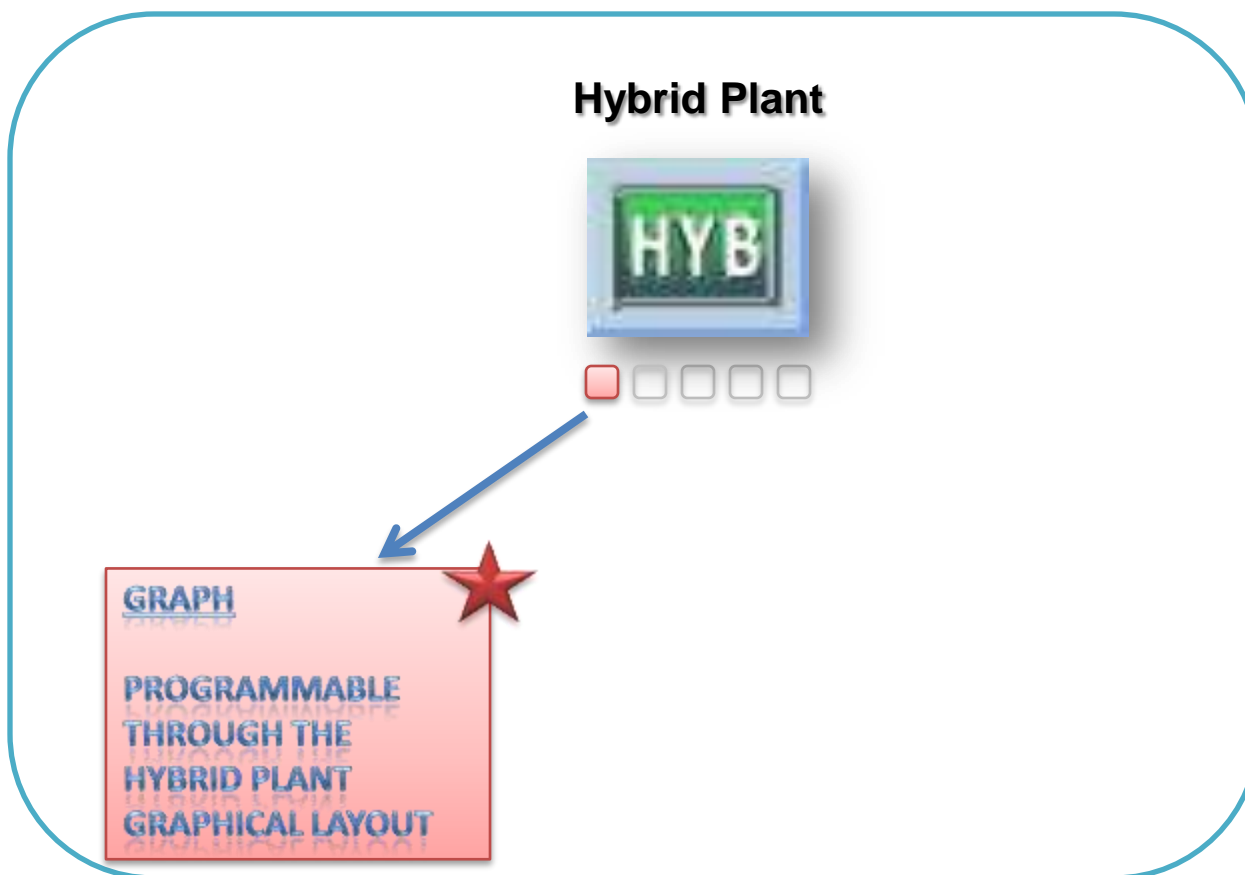 Hybrid Plant
HYB
GRAPH
PROGRAMMABLE
THROUGH THE
HYBRID PLANT
GRAPHICAL LAYOUT